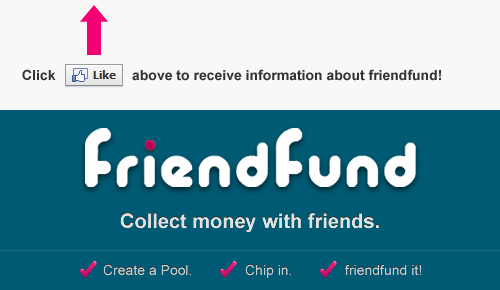 Click Like above to receive information about friendfund!
FriendFund
Collect money with friends.
Create a Pool. Chip in. friendfund it!